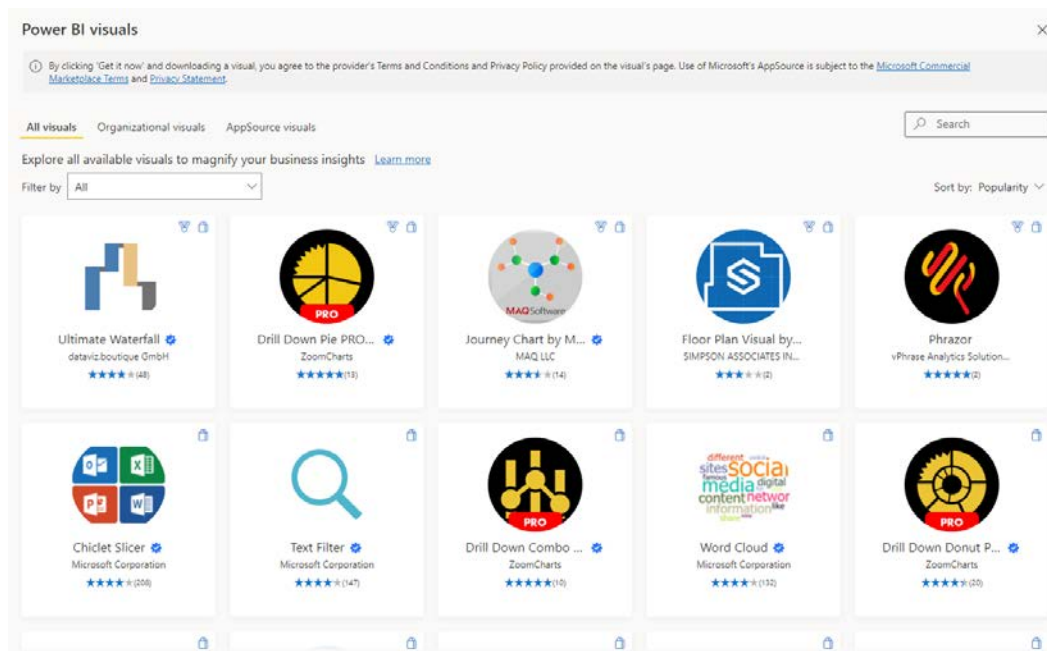 Power BI visuals
By clicking 'Get it now' and downloading a visual, you agree to the provider's Terms and Conditions and Privacy Policy provided on the visual's page. Use of Microsoft's AppSource is subject to the Microsoft Commercial
Marketplace Terms and Privacy Statement.
All visuals Organizational visuals AppSource visuals
Search
Explore all available visuals to magnify your business insights Learn more
Filter by All
Sort by: Popularity
PRO
MAQ Software
Ultimate Waterfall
Drill Down Pie PRO...
Journey Chart by M...
Floor Plan Visual by...
Phrazor
dataviz.boutique GmbH
ZoomCharts
MAQ LLC
SIMPSON ASSOCIATES IN...
vPhrase Analytics Solution...
(48)
(13)
(14)
(2)
(2)
PRO
different
sites social
famous
media digital
content networ
information like
share
PRO
Chiclet Slicer
Text Filter
Drill Down Combo ...
Word Cloud
Drill Down Donut P...
Microsoft Corporation
Microsoft Corporation
ZoomCharts
Microsoft Corporation
ZoomCharts
(208)
(147)
(10)
(132)
(20)